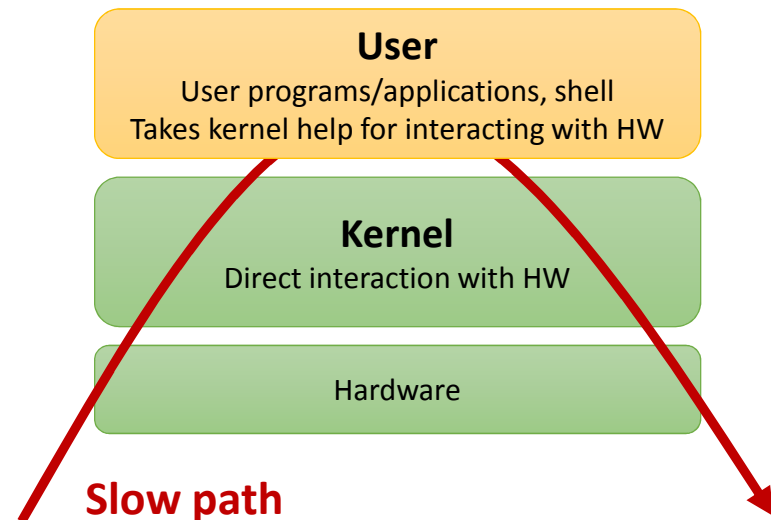 User
User programs/applications, shell
Takes kernel help for interacting with HW
Kernel
Direct interaction with HW
Hardware
Slow path